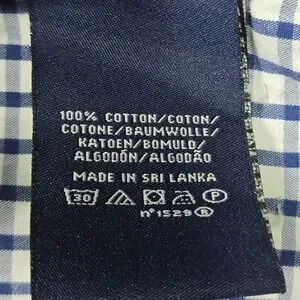 100% COTTON/COTON/
COTONE/BAUMWOLLE/
KATOEN/BOMULD/
ALGODÓN/ALGODÃO
MADE IN SRI LANKA
30 P
nº1529 R